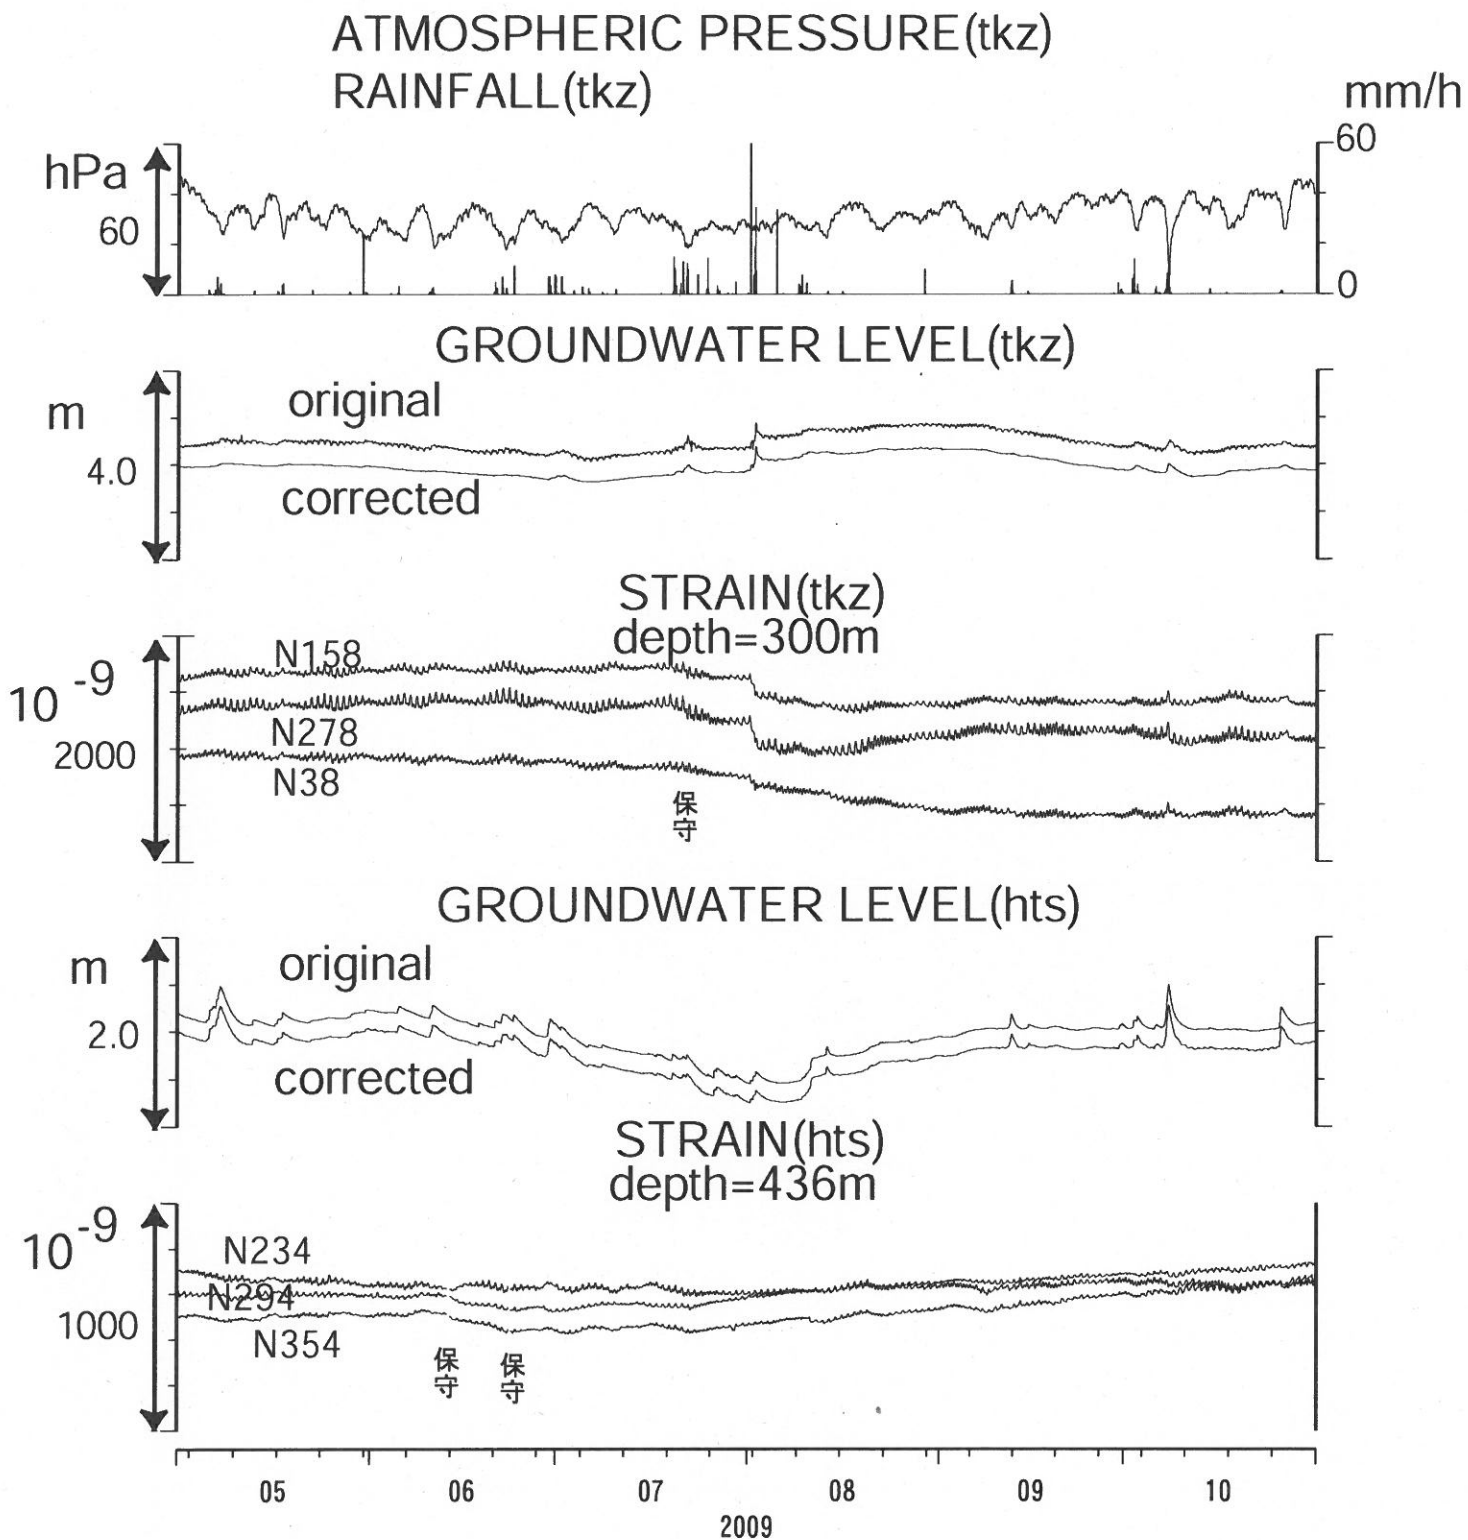 ATMOSPHERIC PRESSURE(tkz)
RAINFALL(tkz)
mm/h
60
hPa
60
0
GROUNDWATER LEVEL(tkz)
original
m
4.0
corrected
STRAIN(tkz)
depth=300m
N158
10 -9
N278
2000
N38
保守
GROUNDWATER LEVEL(hts)
original
m
2.0
corrected
STRAIN(hts)
depth=436m
10 -9
N234
N294
1000
N354
保守 保守
05 06 07 08 09 10
2009